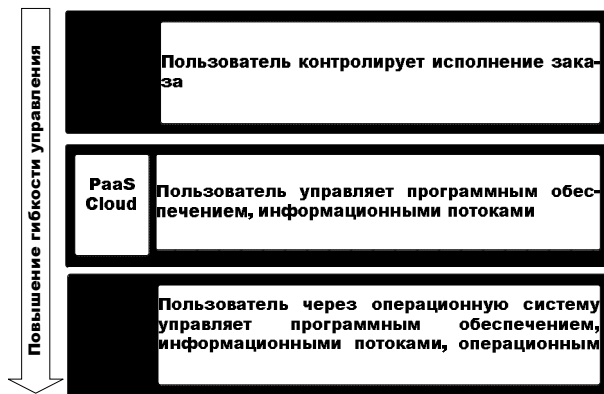 Повышение гибкости управления
Пользователь контролирует исполнение зака-
за
PaaS
Cloud
Пользователь управляет программным обес-
печением, информационными потоками
Пользователь через операционную систему
управляет программным обеспечением,
информационными потоками, операционным